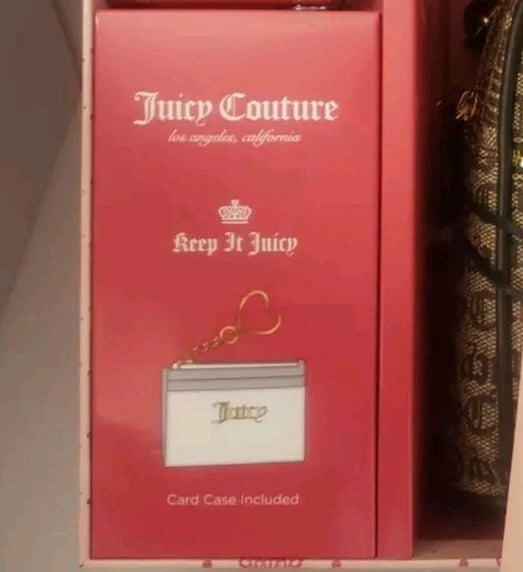 Juicy Couture
los angeles, california
Keep It Juicy
Juicy
Card Case Included